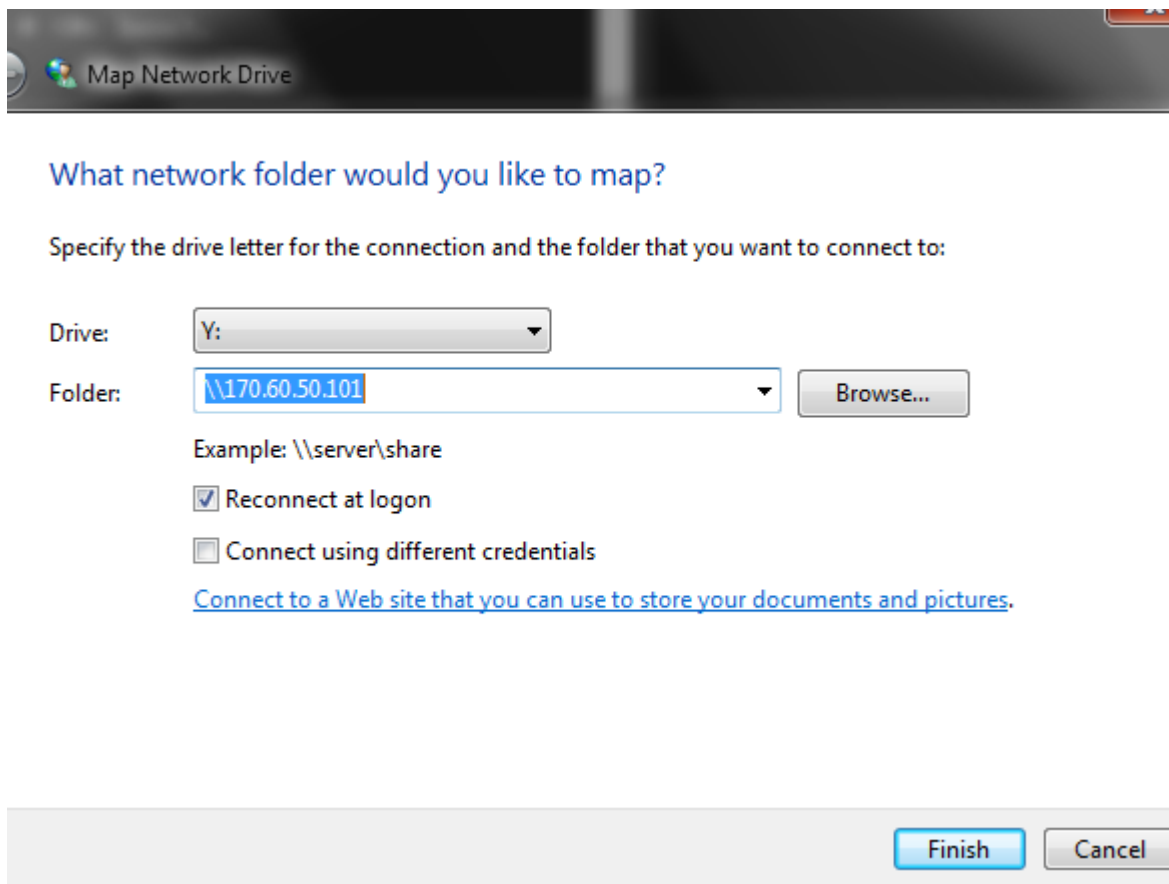 Map Network Drive
What network folder would you like to map?
Specify the drive letter for the connection and the folder that you want to connect to:
Drive: Y:
Folder: \\170.60.50.101 Browse...
Example: \\server\share
Reconnect at logon
Connect using different credentials
Connect to a Web site that you can use to store your documents and pictures.
Finish Cancel